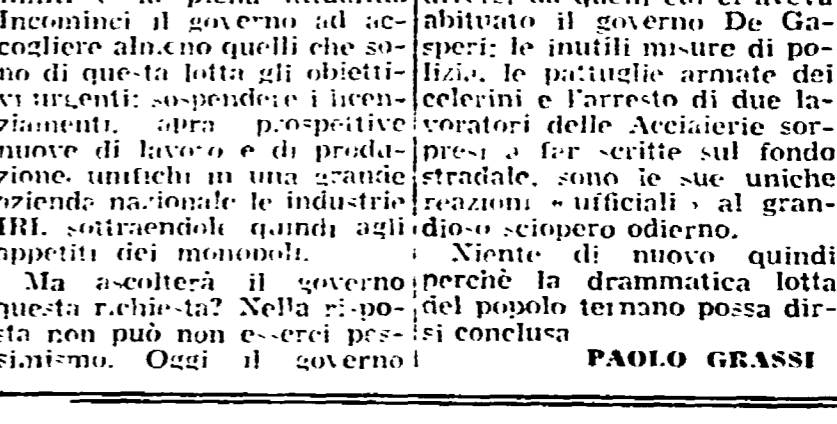 Incominci il governo ad ac-
cogliere almeno quelli che so-
no di questa lotta gli obietti-
vi urgenti: sospendere i licen-
ziamenti, apra prospettive
nuove di lavoro e di produ-
zione, unifichi in una grande
azienda nazionale le industrie
IRI, sottraendole quindi agli
appetiti dei monopoli.
Ma ascolterà il governo
questa richiesta? Nella rispo-
sta non può non esserci pes-
simismo. Oggi il governo
abituato il governo De Ga-
speri: le inutili misure di po-
lizia, le pattuglie armate dei
celerini e l'arresto di due la-
voratori delle Acciaierie sor-
presi a far scritte sul fondo
stradale, sono le sue uniche
reazioni « ufficiali » al gran-
dioso sciopero odierno.
Niente di nuovo quindi
perchè la drammatica lotta
del popolo ternano possa dir-
si conclusa
PAOLO GRASSI